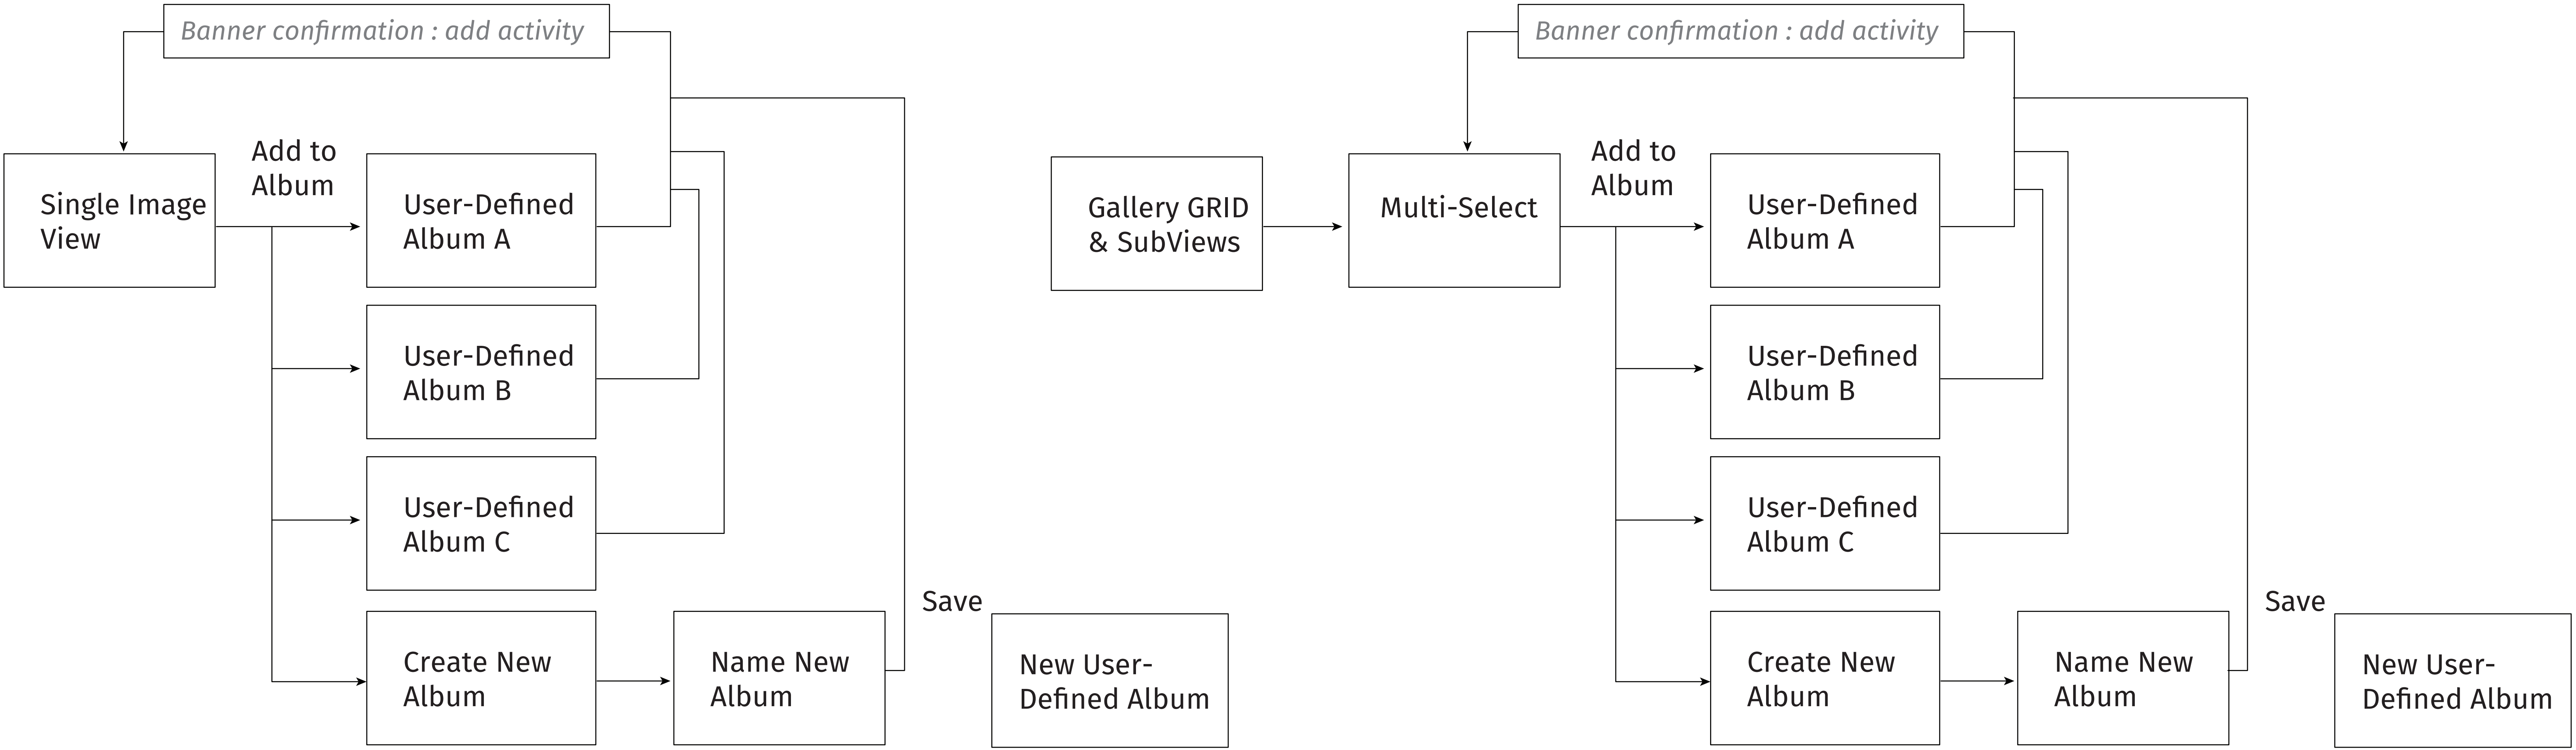 Banner confirmation : add activity
Add to
Album
Single Image
View
User-Defined
Album A
User-Defined
Album B
User-Defined
Album C
Create New
Album
Name New
Album
Save
New User-
Defined Album
Banner confirmation : add activity
Gallery GRID
& SubViews
Multi-Select
Add to
Album
User-Defined
Album A
User-Defined
Album B
User-Defined
Album C
Create New
Album
Name New
Album
Save
New User-
Defined Album